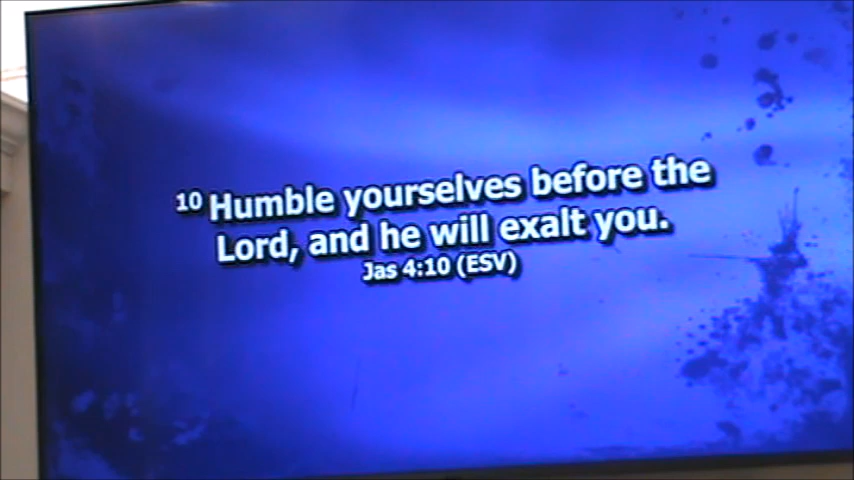 10 Humble yourselves before the
Lord, and he will exalt you.
Jas 4:10 (ESV)